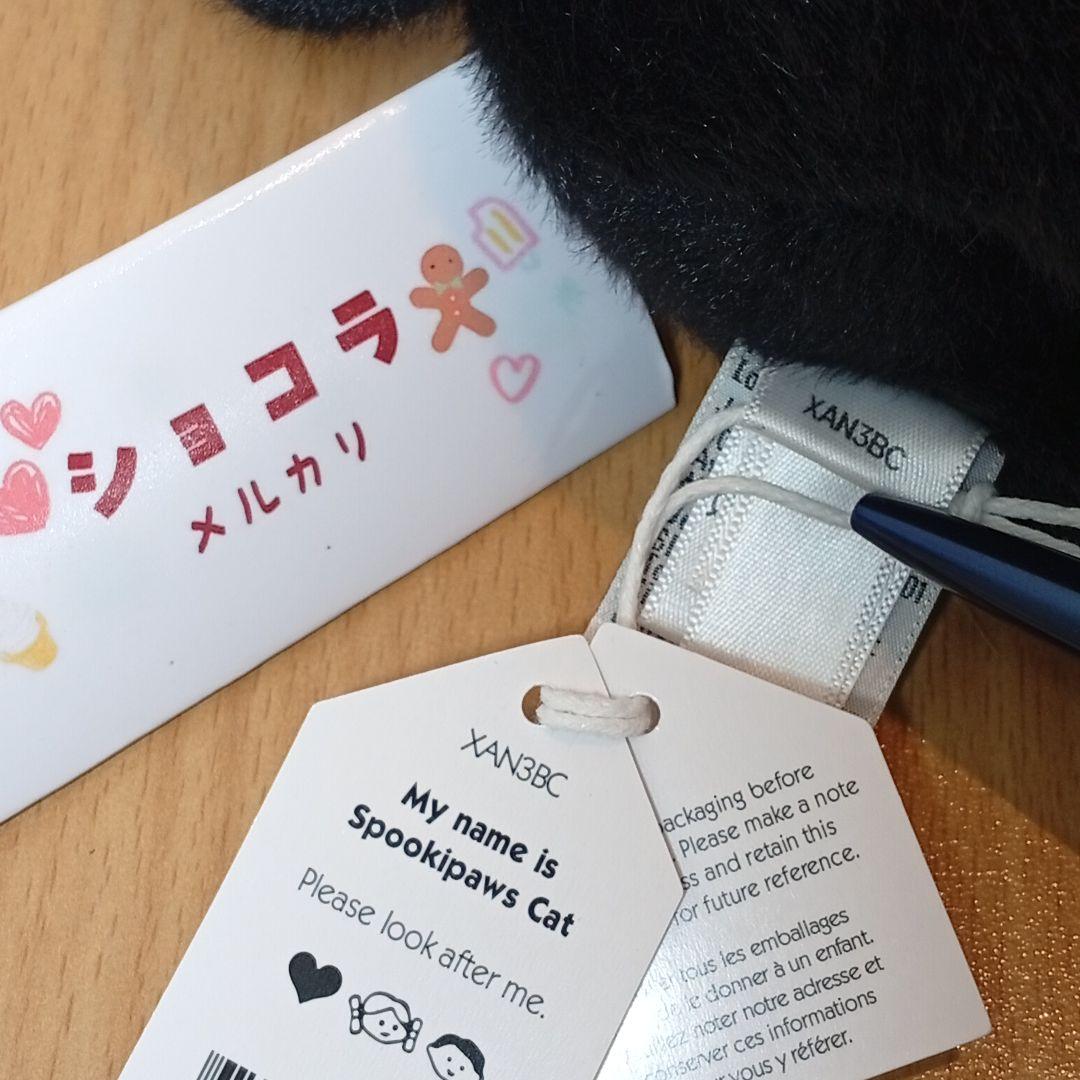 ショコラ
メルカリ
XAN3BC
01
XAN3BC
My name is
Spookipaws Cat
Please look after me.
ackaging before
Please make a note
ss and retain this
for future reference.
tous les emballages
le donner à un enfant.
noter notre adresse et
conserver ces informations
vous y référer.